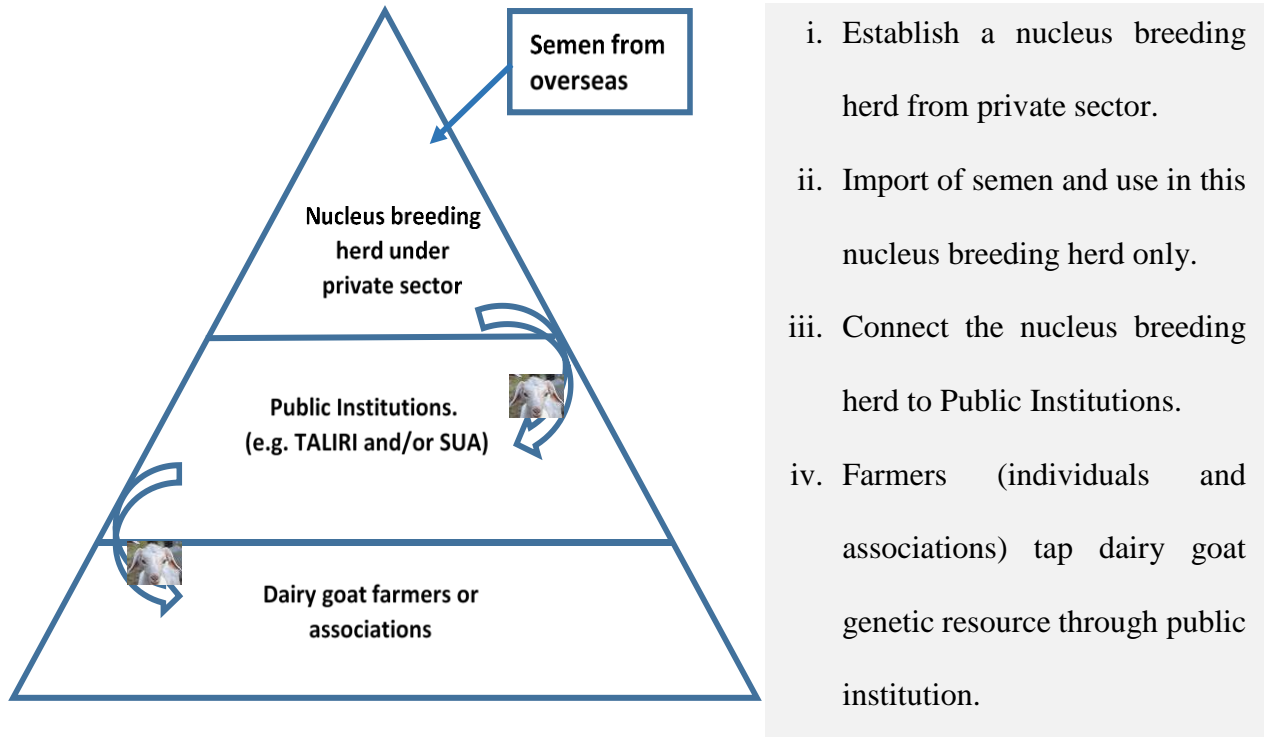 Semen from
overseas
Nucleus breeding
herd under
private sector
Public Institutions.
(e.g. TALIRI and/or SUA)
Dairy goat farmers or
associations
i. Establish a nucleus breeding
herd from private sector.
ii. Import of semen and use in this
nucleus breeding herd only.
iii. Connect the nucleus breeding
herd to Public Institutions.
iv. Farmers (individuals and
associations) tap dairy goat
genetic resource through public
institution.